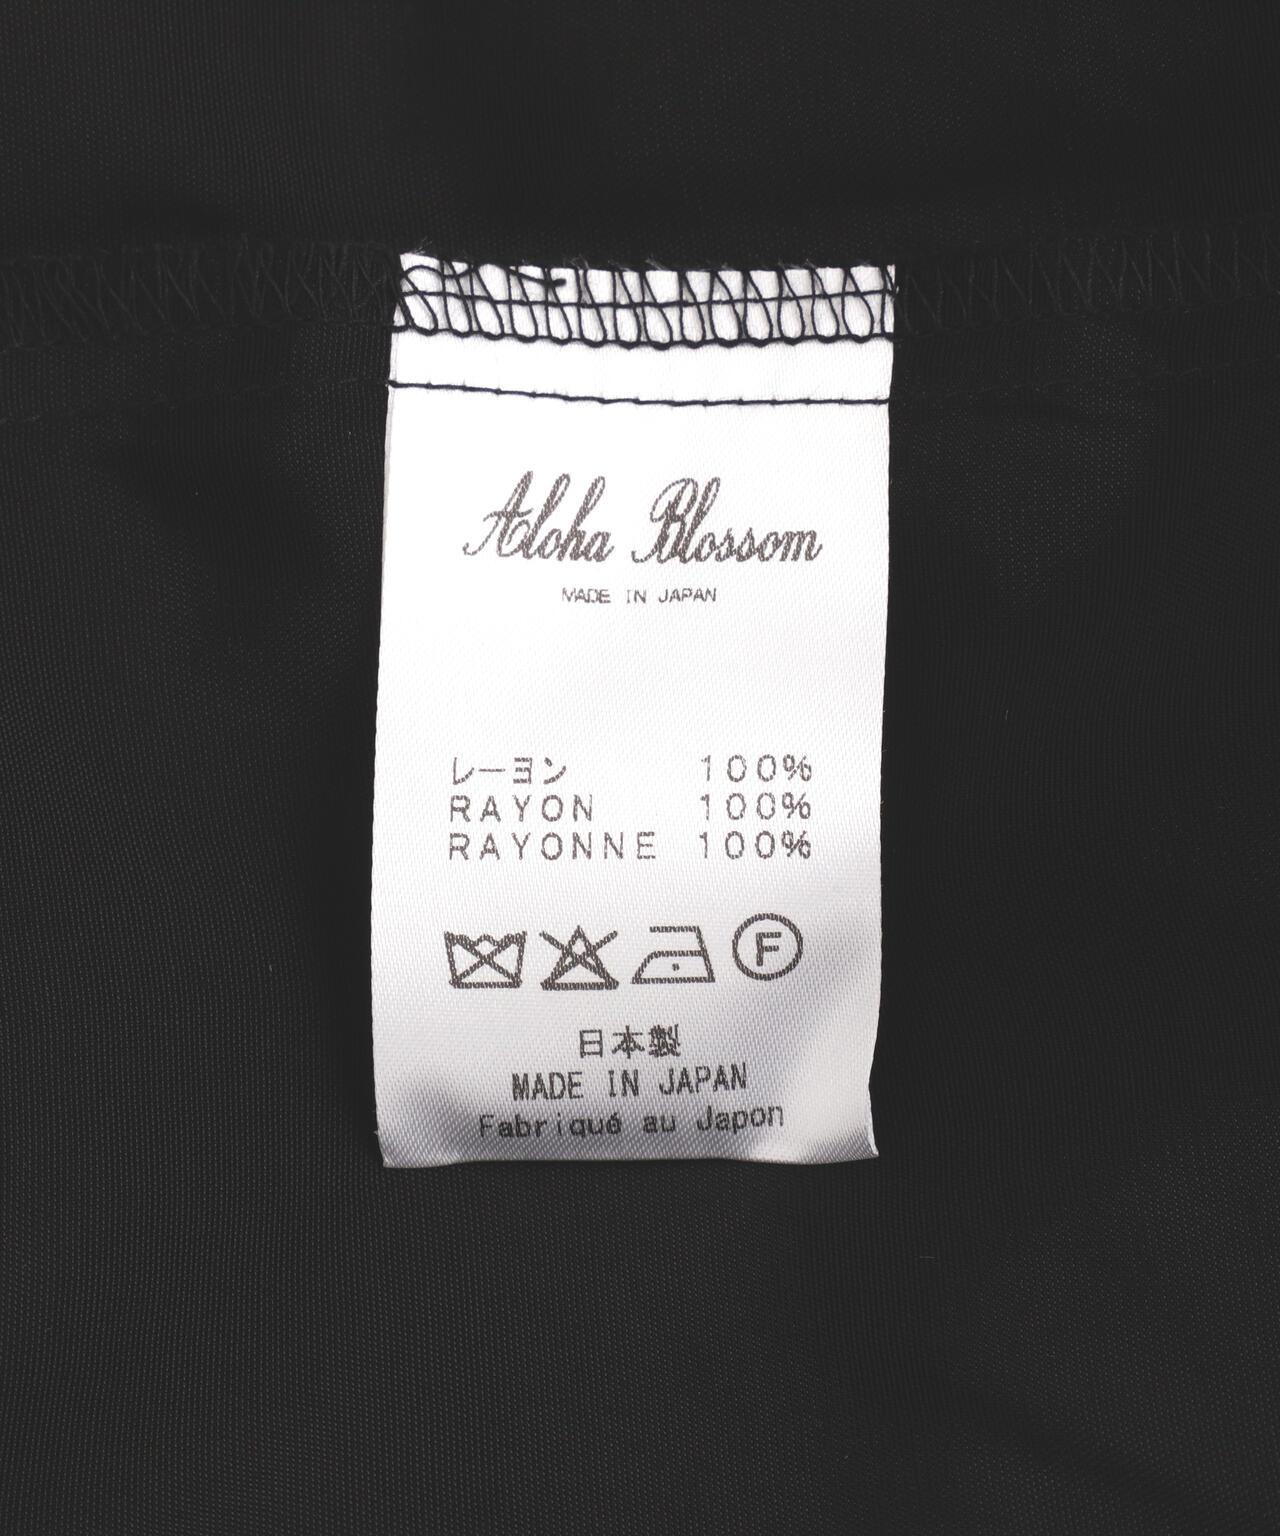 Aloha Blossom
MADE IN JAPAN
レーヨン 100%
RAYON 100%
RAYONNE 100%
F
日本製
MADE IN JAPAN
Fabriqué au Japon